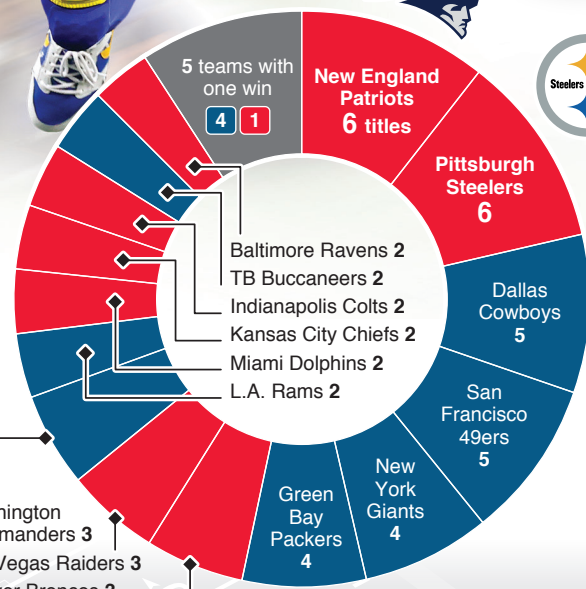 5 teams with
one win
4 1
New England
Patriots
6 titles
Steelers
Pittsburgh
Steelers
6
Dallas
Cowboys
5
San
Francisco
49ers
5
New
York
Giants
4
Green
Bay
Packers
4
Baltimore Ravens 2
TB Buccaneers 2
Indianapolis Colts 2
Kansas City Chiefs 2
Miami Dolphins 2
L.A. Rams 2
hington
manders 3
Vegas Raiders 3